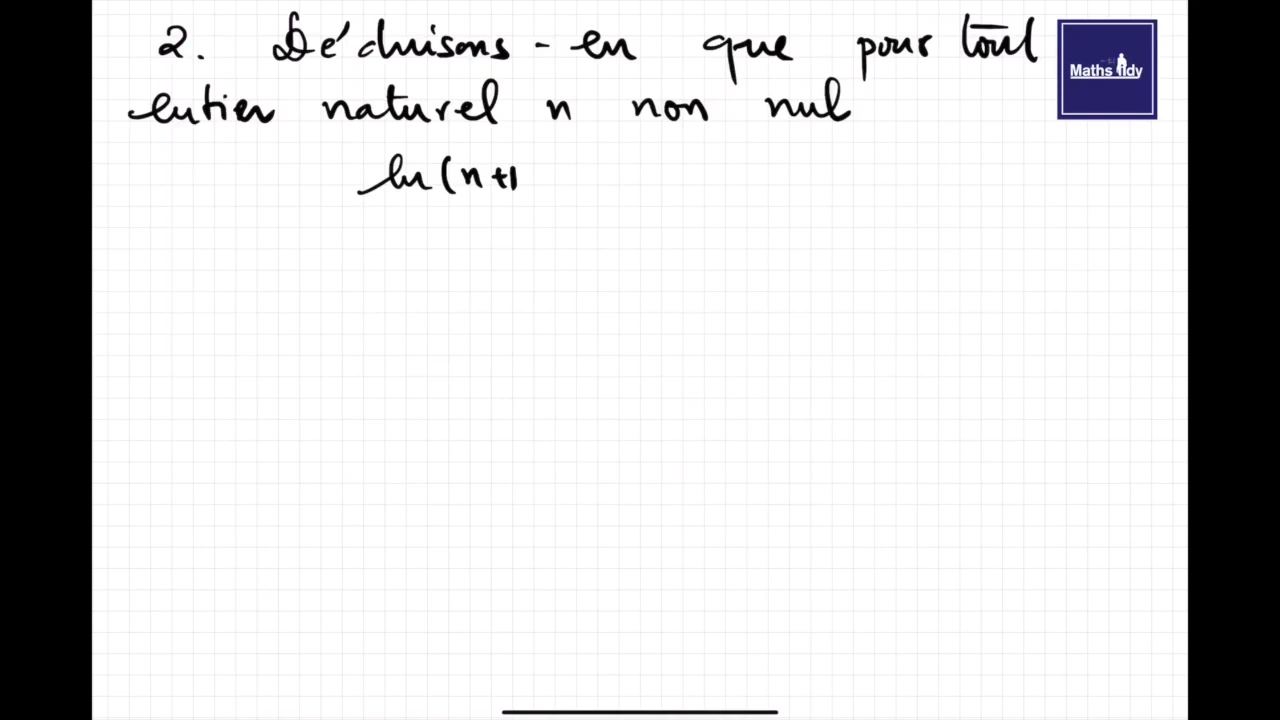 2. Déduisons-en que pour tout
entier naturel n non nul
ln(n+1
Maths Tidy